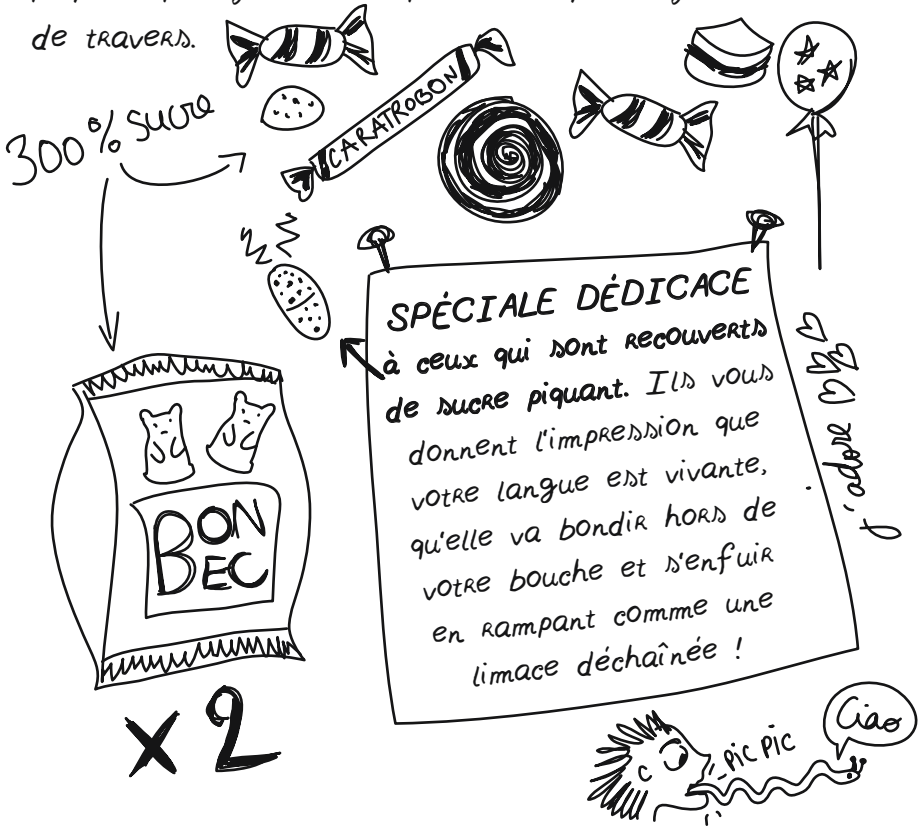 de travers.
300% sucre
CARATROBON
SPÉCIALE DÉDICACE
à ceux qui sont recouverts
de sucre piquant. Ils vous
donnent l'impression que
votre langue est vivante,
qu'elle va bondir hors de
votre bouche et s'enfuir
en rampant comme une
limace déchaînée !
j'adore
BON
BEC
x2
PIC PIC
Ciao